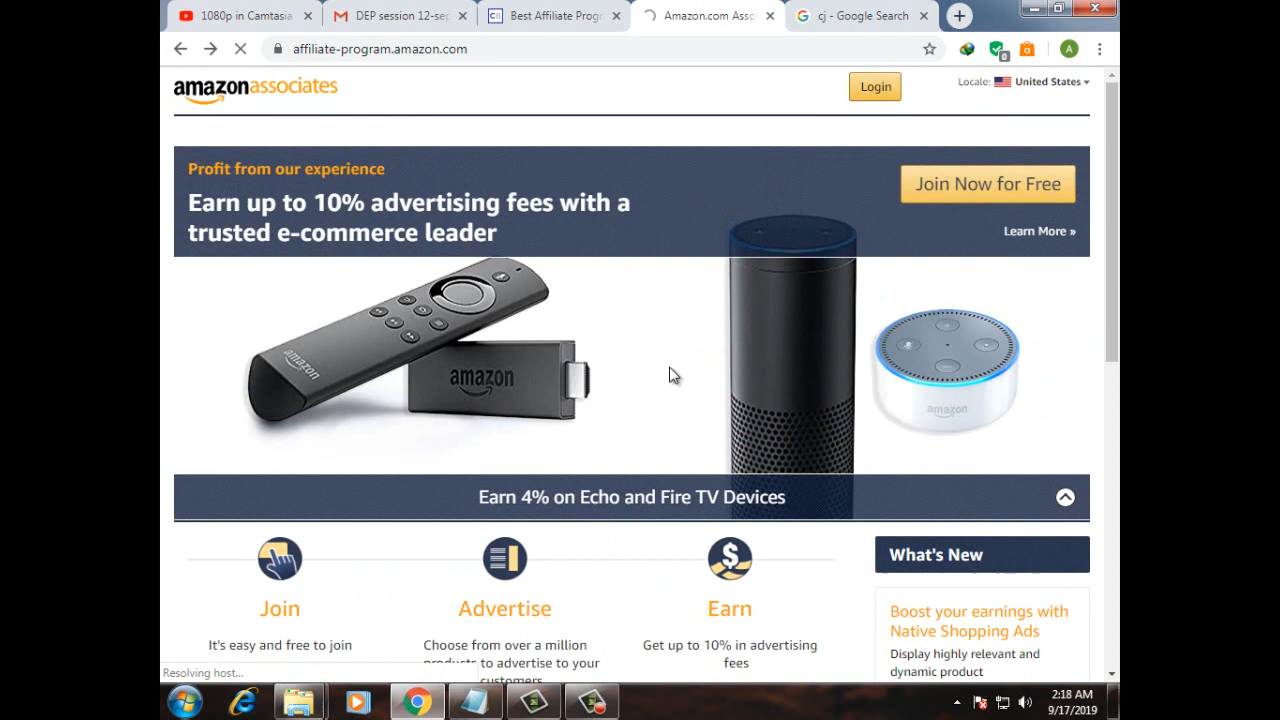 1080p in Camtasia
DEP session 12-sep
Best Affiliate Prog
Amazon.com Asso
cj - Google Search
affiliate-program.amazon.com
0
A
amazonassociates
Login
Locale:
United States
Profit from our experience
Earn up to 10% advertising fees with a
trusted e-commerce leader
Join Now for Free
Learn More »
amazon
amazon
amazon
Earn 4% on Echo and Fire TV Devices
Join
It's easy and free to join
Advertise
Choose from over a million
products to advertise to your
customers
Earn
Get up to 10% in advertising
fees
What's New
Boost your earnings with
Native Shopping Ads
Display highly relevant and
dynamic product
Resolving host...
2:18 AM
9/17/2019